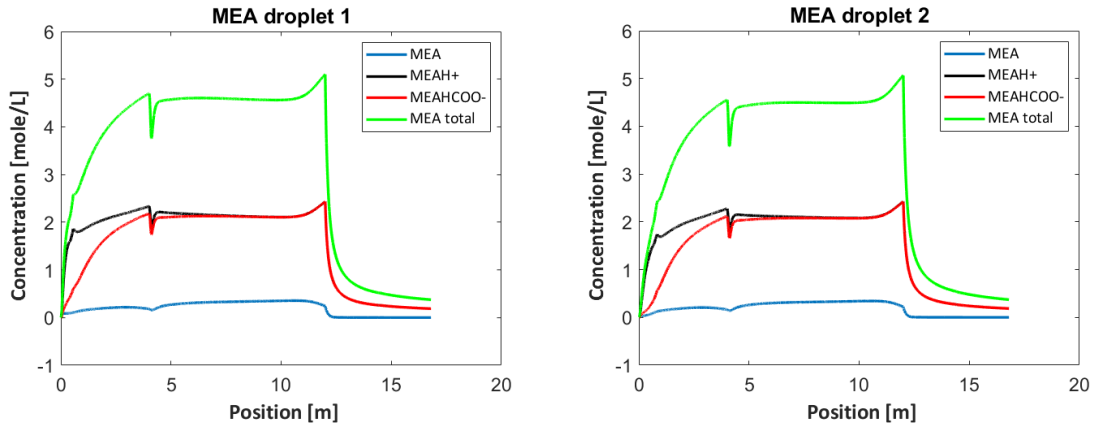 MEA droplet 1
6
5
4
3
2
1
0
-1
0
5
10
15
20
Concentration [mole/L]
Position [m]
MEA
MEAH+
MEAHCOO-
MEA total
MEA droplet 2
6
5
4
3
2
1
0
-1
0
5
10
15
20
Concentration [mole/L]
Position [m]
MEA
MEAH+
MEAHCOO-
MEA total